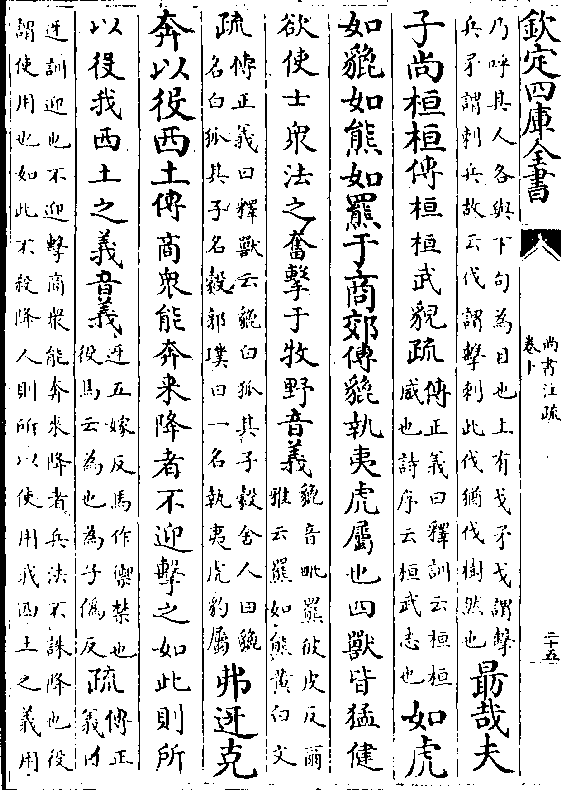 欽定四庫全書
尚書注疏
卷十
二十五
乃呼其人各與下句為目也上有戈矛戈謂擊
兵矛謂刺兵故云伐謂擊刺此伐猶伐樹然也
勗哉夫
子尚桓桓傳桓桓武貌疏
傳正義曰釋訓云桓桓
威也詩序云桓武志也
如虎
如貔如熊如羆于商郊傳貔執夷虎屬也四獸皆猛健
欲使士衆法之奮擊于牧野音義
貔音毗羆彼皮反爾
雅云羆如熊黄白文
疏
傳正義曰釋獸云貔白狐其子豰舍人曰貔
名白狐其子名豰郭璞曰一名執夷虎豹屬
弗迓克
奔以役西土傳商衆能奔来降者不迎擊之如此則所
以役我西土之義音義
迓五嫁反馬作禦禁也
役馬云為也為于偽反
疏
傳正
義曰
迓訓迎也不迎擊商衆能奔来降者兵法不誅降也役
謂使用也如此不殺降人則所以使用我西土之義用